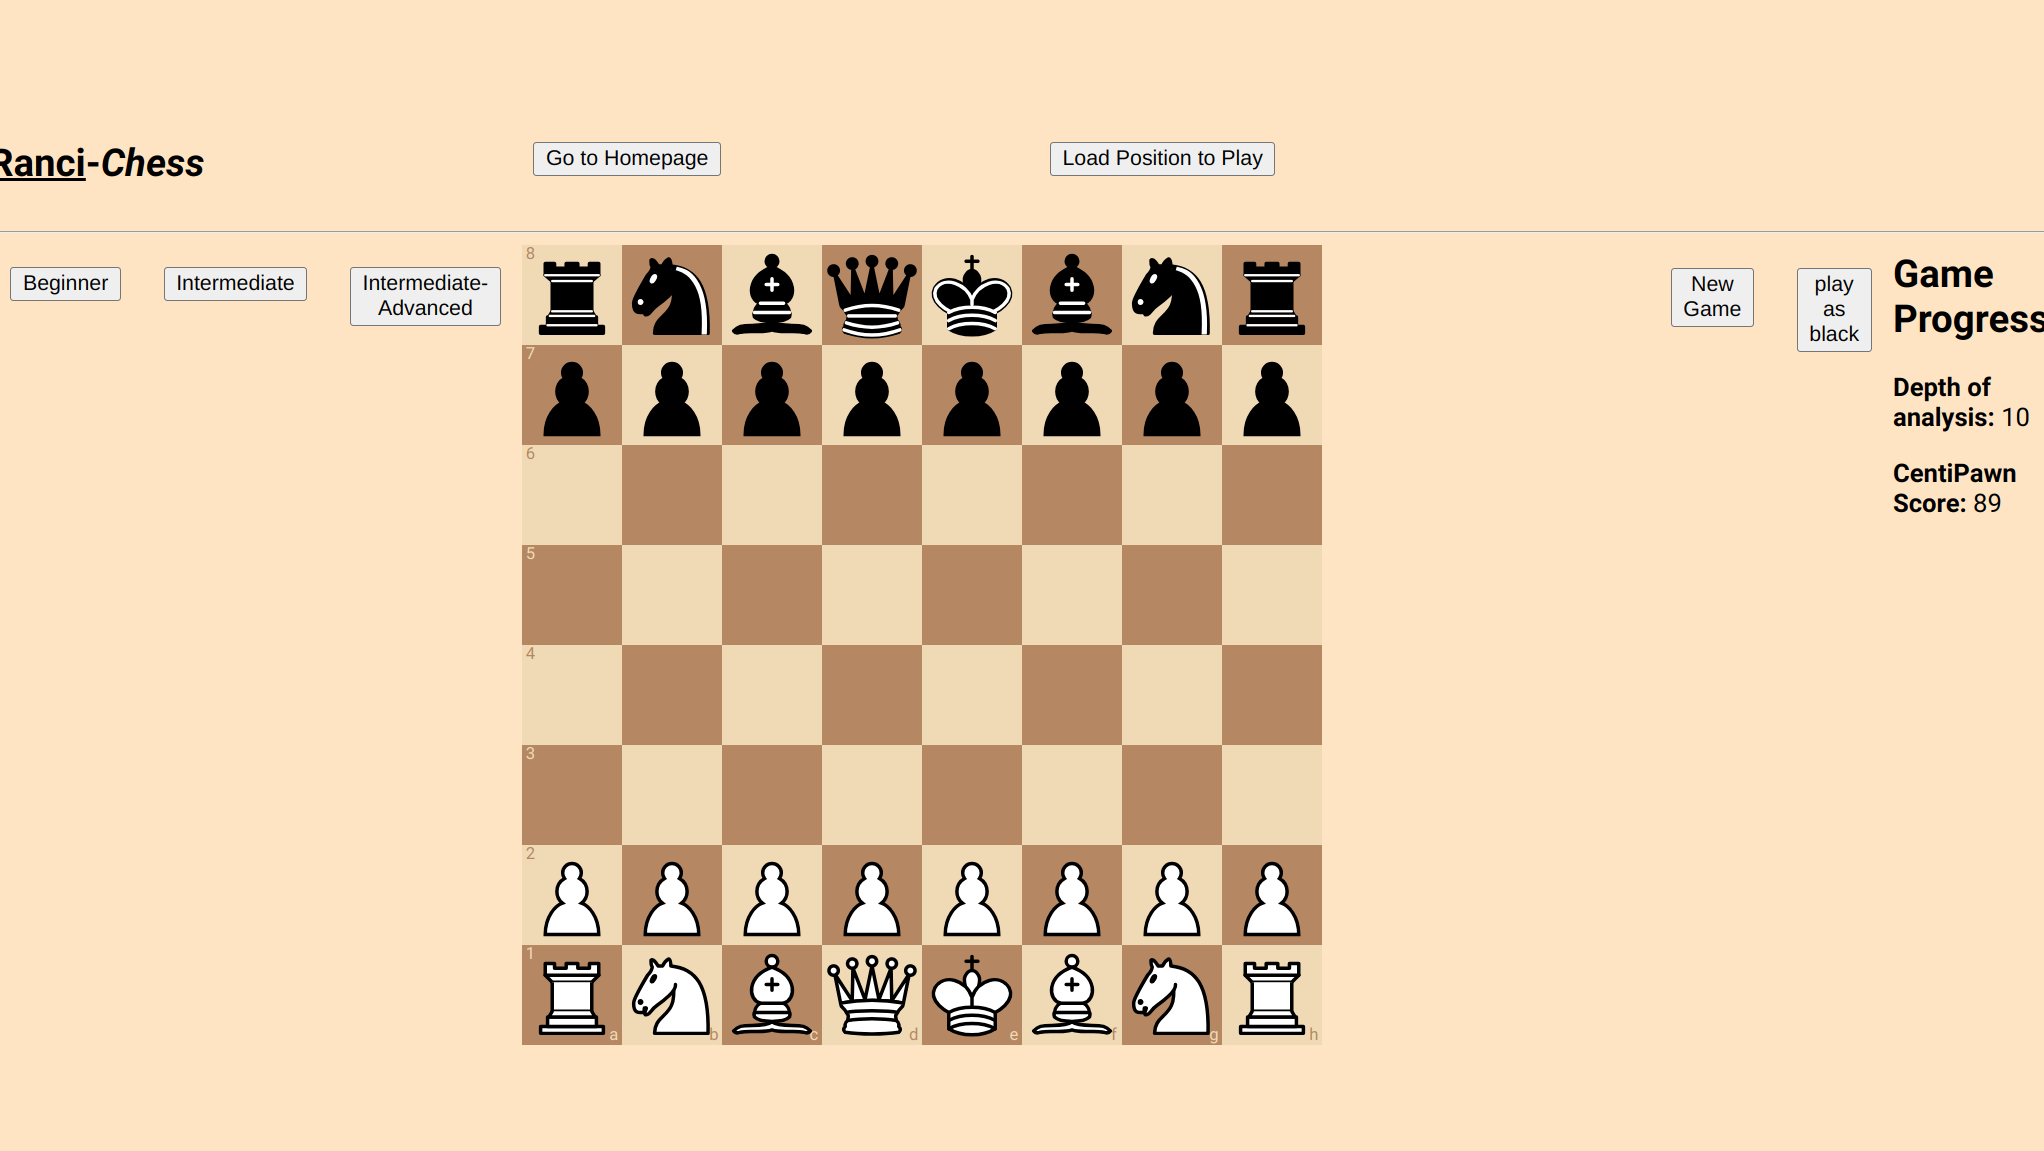 Ranci-Chess
Go to Homepage
Load Position to Play
Beginner
Intermediate
Intermediate-
Advanced
8
7
6
5
4
3
2
1
a
b
c
d
e
f
g
h
New
Game
play
as
black
Game
Progress
Depth of
analysis: 10
CentiPawn
Score: 89